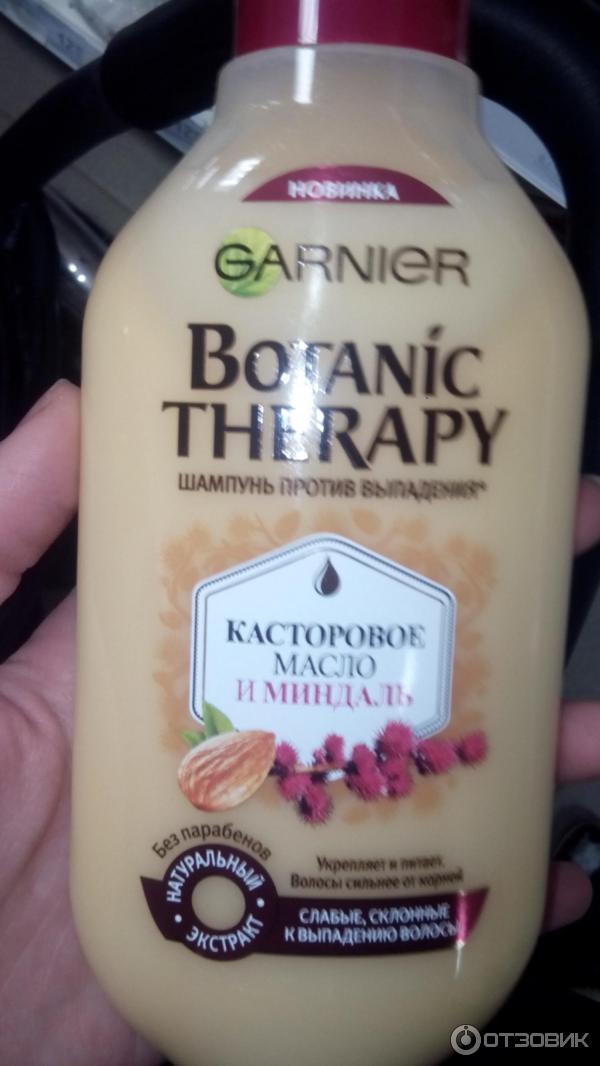 НОВИНКА
GARNIER
BOTANIC
THERAPY
ШАМПУНЬ ПРОТИВ ВЫПАДЕНИЯ*
КАСТОРОВОЕ
МАСЛО
И МИНДАЛЬ
Без парабенов
НАТУРАЛЬНЫЙ
ЭКСТРАКТ
Укрепляет и питает.
Волосы сильнее от корней
СЛАБЫЕ, СКЛОННЫЕ
К ВЫПАДЕНИЮ ВОЛОСЫ
ОТЗОВИК